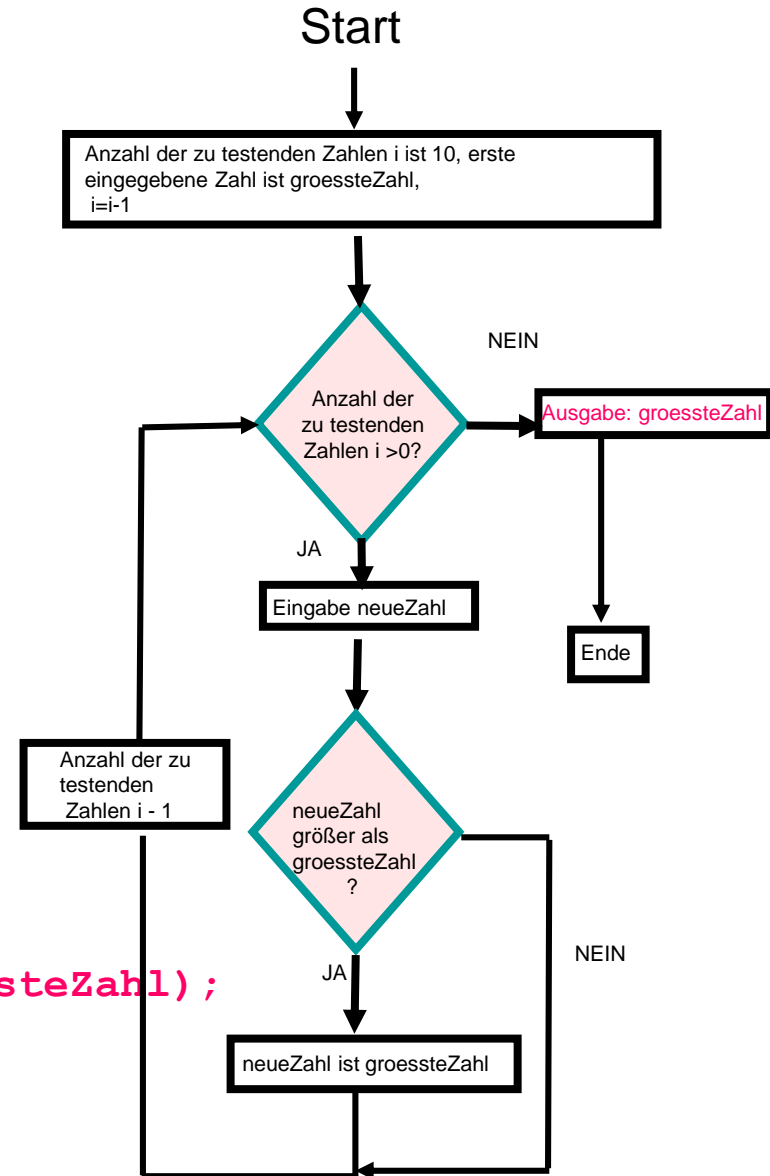 Start
Anzahl der zu testenden Zahlen i ist 10, erste
eingegebene Zahl ist groessteZahl,
i=i-1
NEIN
Anzahl der
zu testenden
Zahlen i >0?
Ausgabe: groessteZahl
JA
Eingabe neueZahl
Ende
Anzahl der zu
testenden
Zahlen i - 1
neueZahl
größer als
groessteZahl
?
NEIN
JA
steZahl);
neueZahl ist groessteZahl